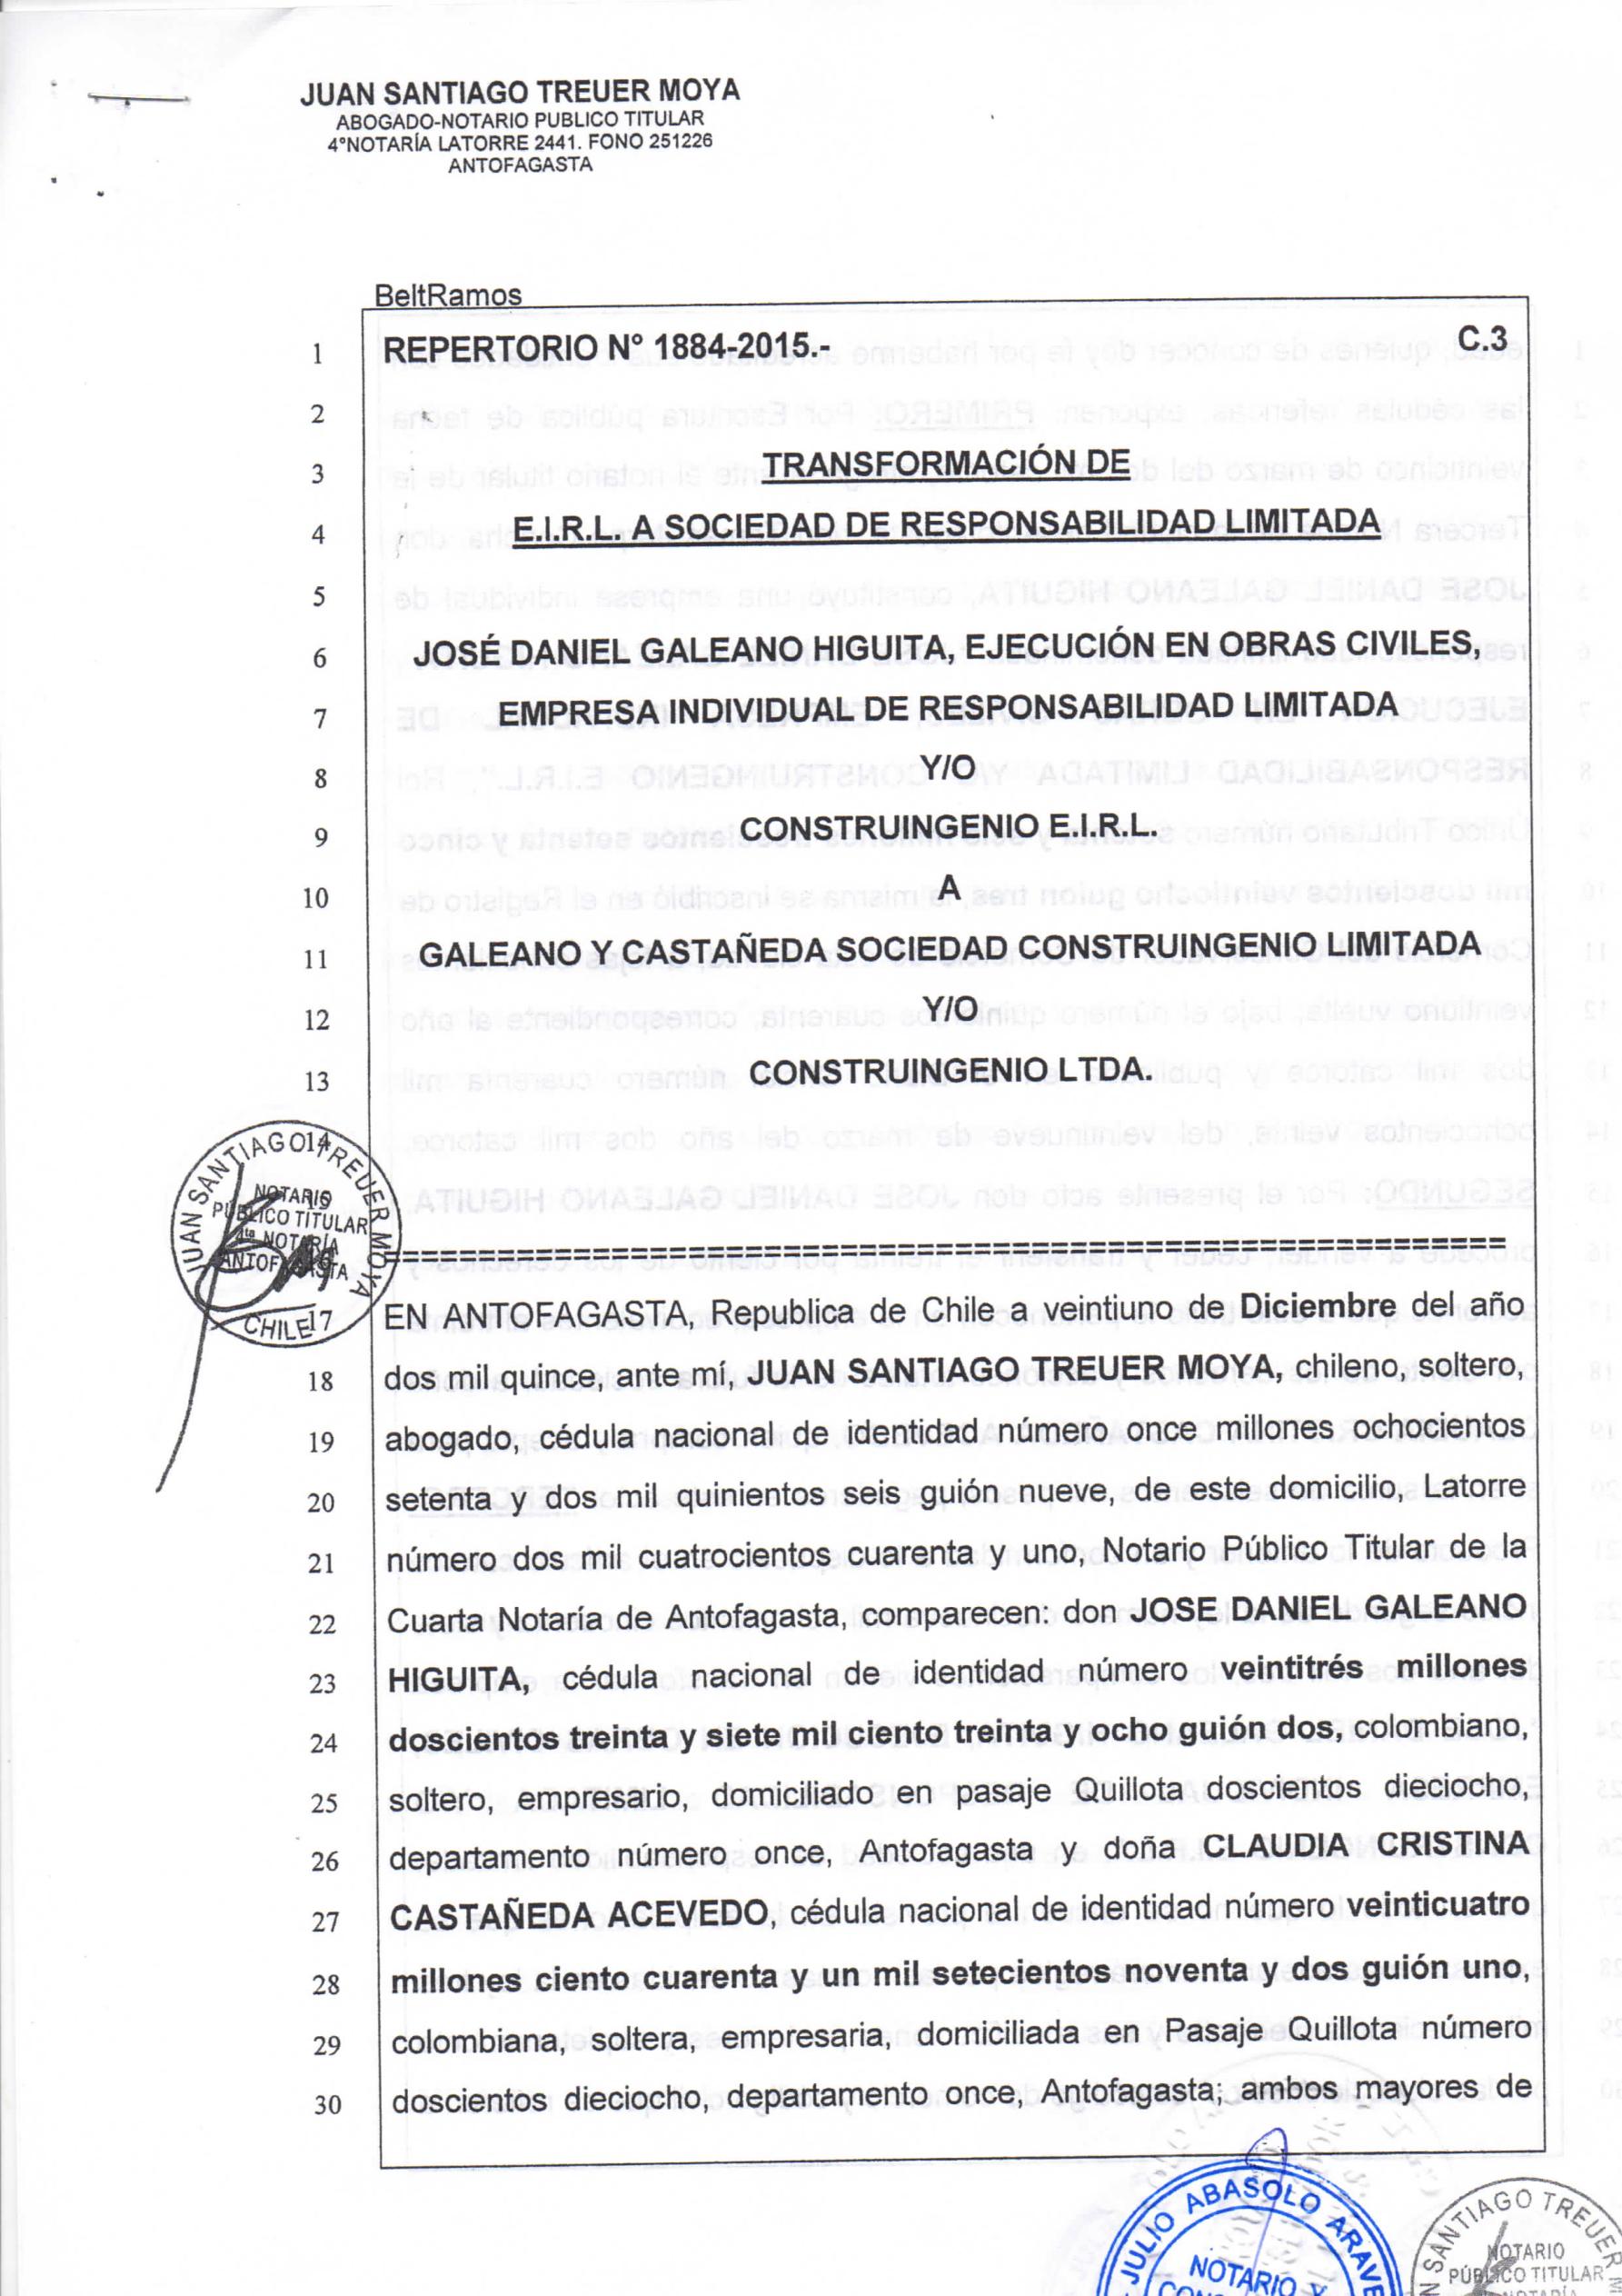 JUAN SANTIAGO TREUER MOYA
ABOGADO-NOTARIO PUBLICO TITULAR
4°NOTARÍA LATORRE 2441. FONO 251226
ANTOFAGASTA
BeltRamos
1 REPERTORIO N° 1884-2015.- C.3
2
3 TRANSFORMACIÓN DE
4 E.I.R.L. A SOCIEDAD DE RESPONSABILIDAD LIMITADA
5
6 JOSÉ DANIEL GALEANO HIGUITA, EJECUCIÓN EN OBRAS CIVILES,
7 EMPRESA INDIVIDUAL DE RESPONSABILIDAD LIMITADA
8 Y/O
9 CONSTRUINGENIO E.I.R.L.
10 A
11 GALEANO Y CASTAÑEDA SOCIEDAD CONSTRUINGENIO LIMITADA
12 Y/O
13 CONSTRUINGENIO LTDA.
14
15
JUAN SANTIAGO TREUER MOYA
NOTARIO
PÚBLICO TITULAR
4ta NOTARÍA
ANTOFAGASTA
CHILE
================================================================
17 EN ANTOFAGASTA, Republica de Chile a veintiuno de Diciembre del año
18 dos mil quince, ante mí, JUAN SANTIAGO TREUER MOYA, chileno, soltero,
19 abogado, cédula nacional de identidad número once millones ochocientos
20 setenta y dos mil quinientos seis guión nueve, de este domicilio, Latorre
21 número dos mil cuatrocientos cuarenta y uno, Notario Público Titular de la
22 Cuarta Notaría de Antofagasta, comparecen: don JOSE DANIEL GALEANO
23 HIGUITA, cédula nacional de identidad número veintitrés millones
24 doscientos treinta y siete mil ciento treinta y ocho guión dos, colombiano,
25 soltero, empresario, domiciliado en pasaje Quillota doscientos dieciocho,
26 departamento número once, Antofagasta y doña CLAUDIA CRISTINA
27 CASTAÑEDA ACEVEDO, cédula nacional de identidad número veinticuatro
28 millones ciento cuarenta y un mil setecientos noventa y dos guión uno,
29 colombiana, soltera, empresaria, domiciliada en Pasaje Quillota número
30 doscientos dieciocho, departamento once, Antofagasta; ambos mayores de
JULIO ABASOLO
NOTARIO Y
SANTIAGO TREUER
NOTARIO
PÚBLICO TITULAR